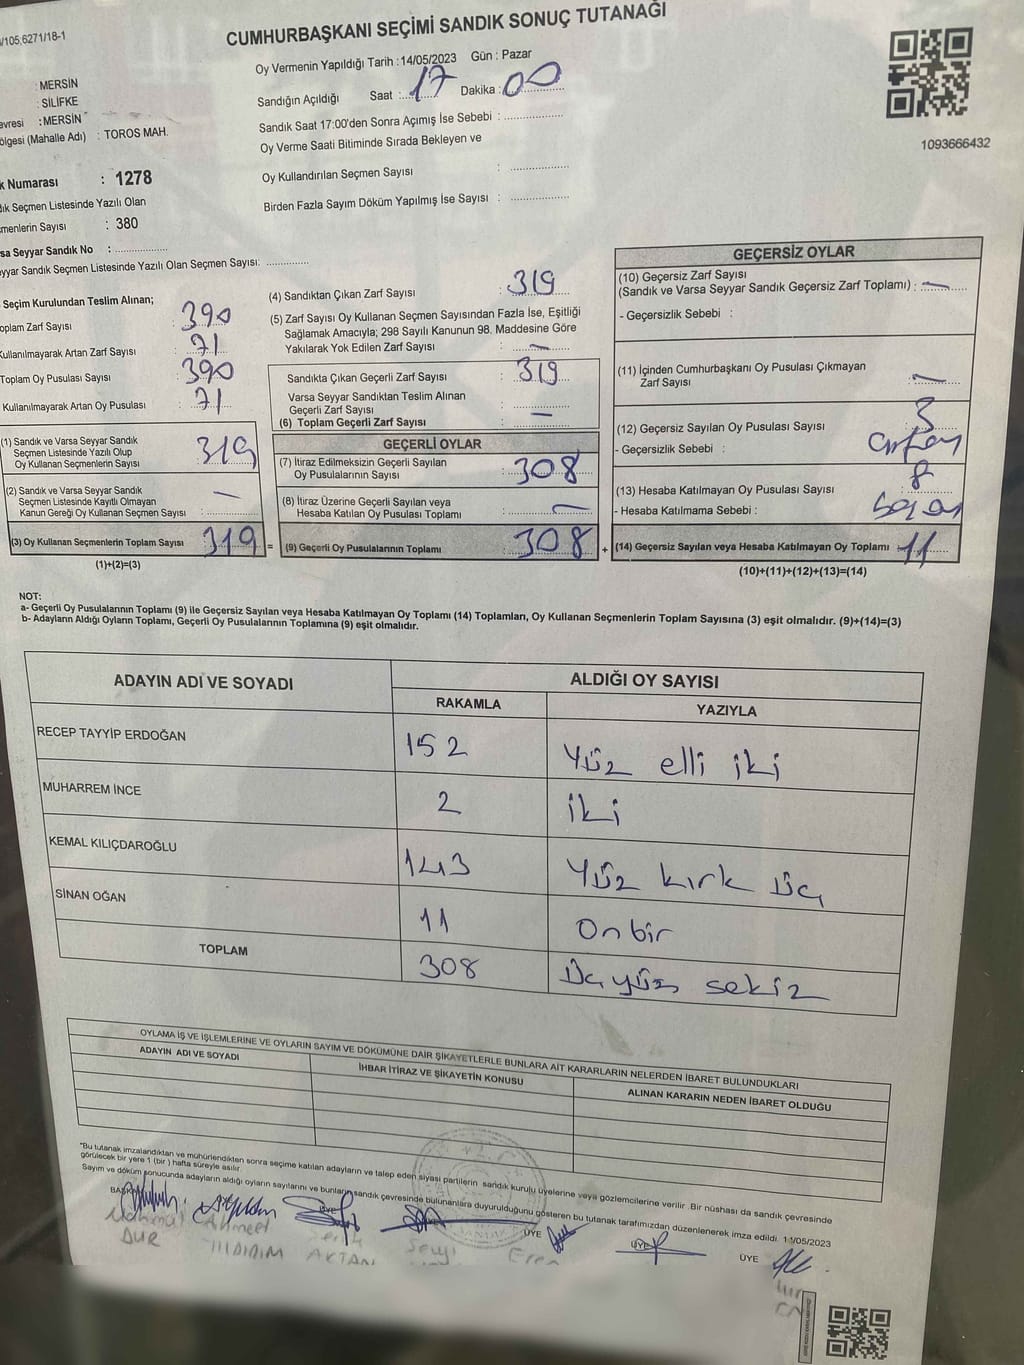 /105,6271/18-1
CUMHURBAŞKANI SEÇİMİ SANDIK SONUÇ TUTANAĞI
Oy Vermenin Yapıldığı Tarih :14/05/2023 Gün : Pazar
: MERSİN
: SİLİFKE
evresi : MERSİN
ölgesi (Mahalle Adı) : TOROS MAH.
k Numarası : 1278
dık Seçmen Listesinde Yazılı Olan
menlerin Sayısı : 380
sa Seyyar Sandık No :
eyyar Sandık Seçmen Listesinde Yazılı Olan Seçmen Sayısı:
Sandığın Açıldığı Saat : 17 Dakika : 00
Sandık Saat 17:00'den Sonra Açımış İse Sebebi :
Oy Verme Saati Bitiminde Sırada Bekleyen ve
Oy Kullandırılan Seçmen Sayısı :
Birden Fazla Sayım Döküm Yapılmış İse Sayısı :
1093666432
Seçim Kurulundan Teslim Alınan;
oplam Zarf Sayısı : 390
Kullanılmayarak Artan Zarf Sayısı : 71
Toplam Oy Pusulası Sayısı : 390
Kullanılmayarak Artan Oy Pusulası : 71
(1) Sandık ve Varsa Seyyar Sandık
Seçmen Listesinde Yazılı Olup
Oy Kullanan Seçmenlerin Sayısı : 319
(2) Sandık ve Varsa Seyyar Sandık
Seçmen Listesinde Kayıtlı Olmayan
Kanun Gereği Oy Kullanan Seçmen Sayısı : —
(3) Oy Kullanan Seçmenlerin Toplam Sayısı 319 =
(1)+(2)=(3)
(4) Sandıktan Çıkan Zarf Sayısı : 319
(5) Zarf Sayısı Oy Kullanan Seçmen Sayısından Fazla İse, Eşitliği
Sağlamak Amacıyla; 298 Sayılı Kanunun 98. Maddesine Göre
Yakılarak Yok Edilen Zarf Sayısı : —
Sandıkta Çıkan Geçerli Zarf Sayısı : 319
Varsa Seyyar Sandıktan Teslim Alınan
Geçerli Zarf Sayısı :
(6) Toplam Geçerli Zarf Sayısı : —
GEÇERLİ OYLAR
(7) İtiraz Edilmeksizin Geçerli Sayılan
Oy Pusulalarının Sayısı : 308
(8) İtiraz Üzerine Geçerli Sayılan veya
Hesaba Katılan Oy Pusulası Toplamı : —
(9) Geçerli Oy Pusulalarının Toplamı : 308 +
GEÇERSİZ OYLAR
(10) Geçersiz Zarf Sayısı
(Sandık ve Varsa Seyyar Sandık Geçersiz Zarf Toplamı) : —
- Geçersizlik Sebebi :
(11) İçinden Cumhurbaşkanı Oy Pusulası Çıkmayan
Zarf Sayısı : —
(12) Geçersiz Sayılan Oy Pusulası Sayısı : 3
- Geçersizlik Sebebi :
(13) Hesaba Katılmayan Oy Pusulası Sayısı : 8
- Hesaba Katılmama Sebebi :
(14) Geçersiz Sayılan veya Hesaba Katılmayan Oy Toplamı : 11
(10)+(11)+(12)+(13)=(14)
NOT:
a- Geçerli Oy Pusulalarının Toplamı (9) ile Geçersiz Sayılan veya Hesaba Katılmayan Oy Toplamı (14) Toplamları, Oy Kullanan Seçmenlerin Toplam Sayısına (3) eşit olmalıdır. (9)+(14)=(3)
b- Adayların Aldığı Oyların Toplamı, Geçerli Oy Pusulalarının Toplamına (9) eşit olmalıdır.
ADAYIN ADI VE SOYADI ALDIĞI OY SAYISI
RAKAMLA YAZIYLA
RECEP TAYYİP ERDOĞAN 152 Yüz elli iki
MUHARREM İNCE 2 iki
KEMAL KILIÇDAROĞLU 143 Yüz kırk üç
SİNAN OĞAN 11 On bir
TOPLAM 308 Üçyüz sekiz
OYLAMA İŞ VE İŞLEMLERİNE VE OYLARIN SAYIM VE DÖKÜMÜNE DAİR ŞİKAYETLERLE BUNLARA AİT KARARLARIN NELERDEN İBARET BULUNDUKLARI
ADAYIN ADI VE SOYADI İHBAR İTİRAZ VE ŞİKAYETİN KONUSU ALINAN KARARIN NEDEN İBARET OLDUĞU
*Bu tutanak imzalandıktan ve mühürlendikten sonra seçime katılan adayların ve talep eden siyasi partilerin sandık kurulu üyelerine veya gözlemcilerine verilir .Bir nüshası da sandık çevresinde
görülecek bir yere 1 (bir ) hafta süreyle asılır.
Sayım ve döküm sonucunda adayların aldığı oyların sayılarını ve bunların sandık çevresinde bulunanlara duyurulduğunu gösteren bu tutanak tarafımızdan düzenlenerek imza edildi.
ÜYE ÜYE ÜYE
DUR Ahmet YILDIRIM AKTAN